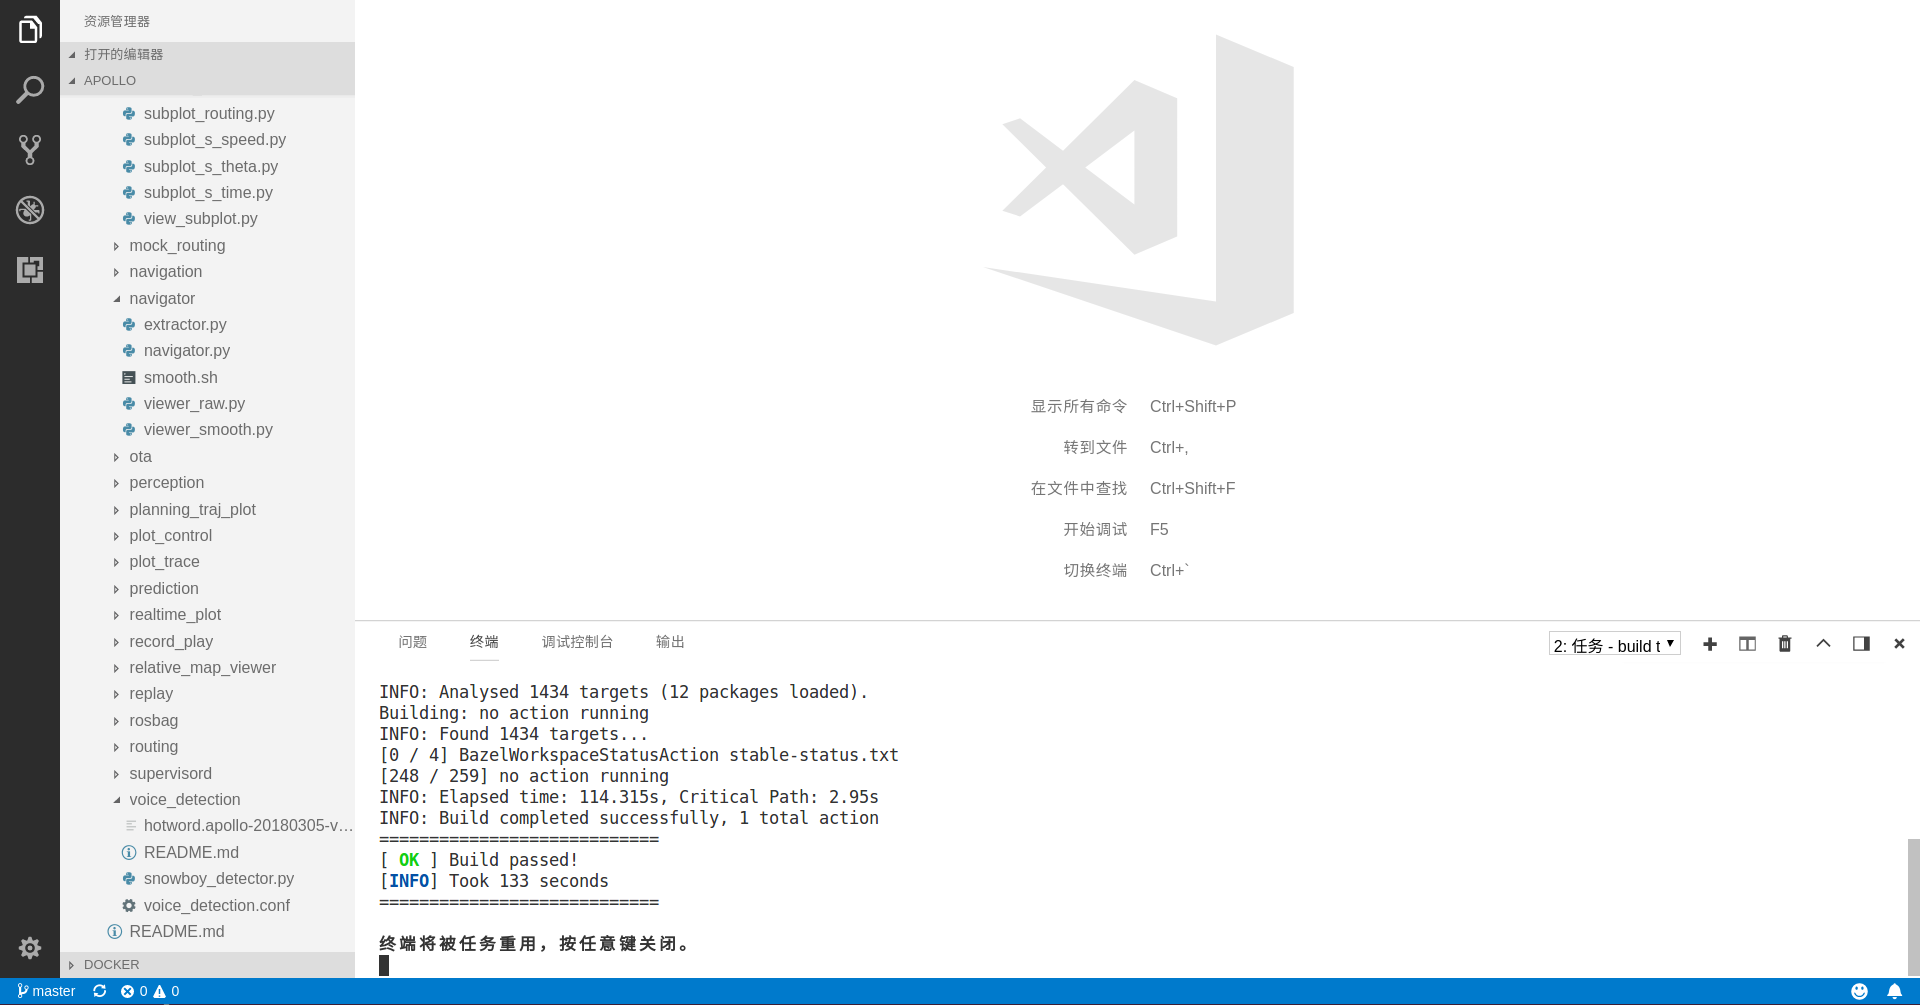 资源管理器
打开的编辑器
APOLLO
subplot_routing.py
subplot_s_speed.py
subplot_s_theta.py
subplot_s_time.py
view_subplot.py
mock_routing
navigation
navigator
extractor.py
navigator.py
smooth.sh
viewer_raw.py
viewer_smooth.py
ota
perception
planning_traj_plot
plot_control
plot_trace
prediction
realtime_plot
record_play
relative_map_viewer
replay
rosbag
routing
supervisord
voice_detection
hotword.apollo-20180305-v…
README.md
snowboy_detector.py
voice_detection.conf
README.md
DOCKER
显示所有命令 Ctrl+Shift+P
转到文件 Ctrl+,
在文件中查找 Ctrl+Shift+F
开始调试 F5
切换终端 Ctrl+`
问题 终端 调试控制台 输出 2: 任务 - build t
INFO: Analysed 1434 targets (12 packages loaded).
Building: no action running
INFO: Found 1434 targets...
[0 / 4] BazelWorkspaceStatusAction stable-status.txt
[248 / 259] no action running
INFO: Elapsed time: 114.315s, Critical Path: 2.95s
INFO: Build completed successfully, 1 total action
============================
[ OK ] Build passed!
[INFO] Took 133 seconds
============================
终端将被任务重用，按任意键关闭。
master 0 0